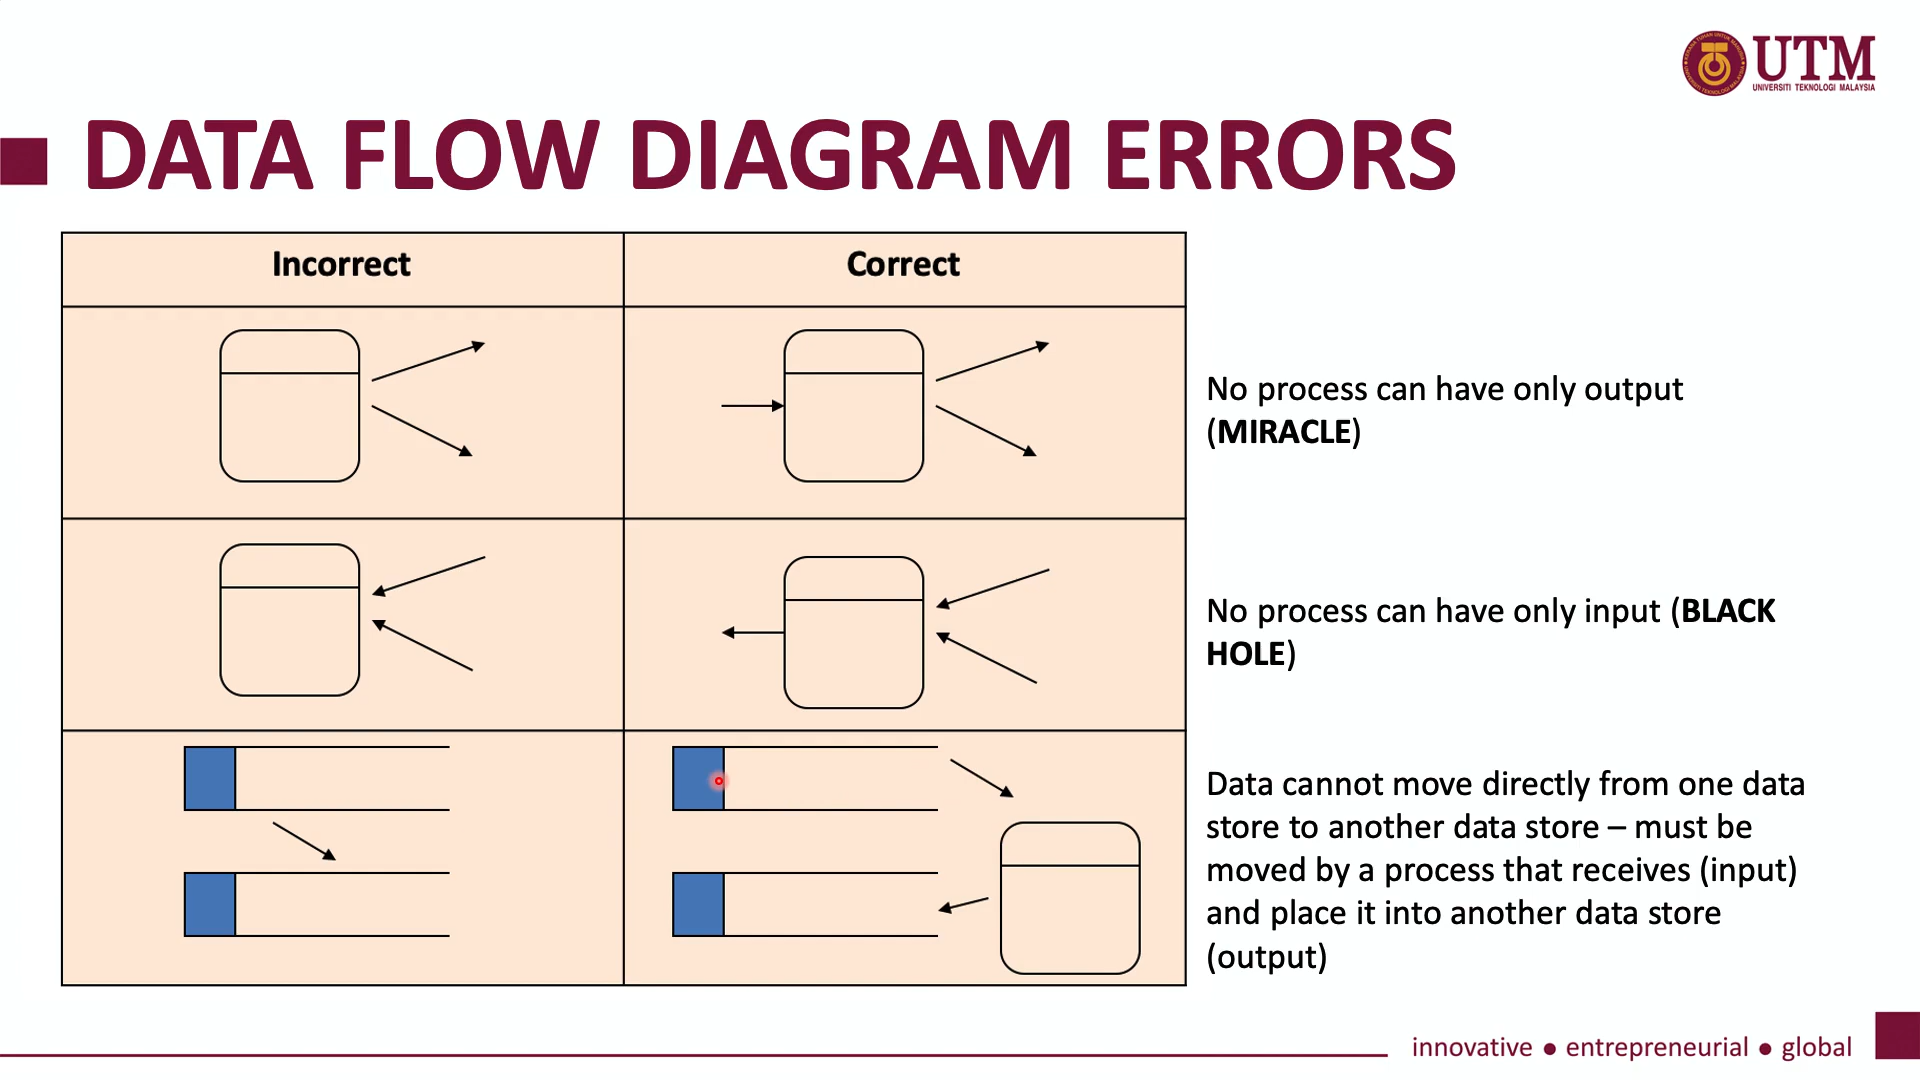 UTM
UNIVERSITI TEKNOLOGI MALAYSIA
DATA FLOW DIAGRAM ERRORS
Incorrect
Correct
No process can have only output
(MIRACLE)
No process can have only input (BLACK
HOLE)
Data cannot move directly from one data
store to another data store – must be
moved by a process that receives (input)
and place it into another data store
(output)
innovative ● entrepreneurial ● global